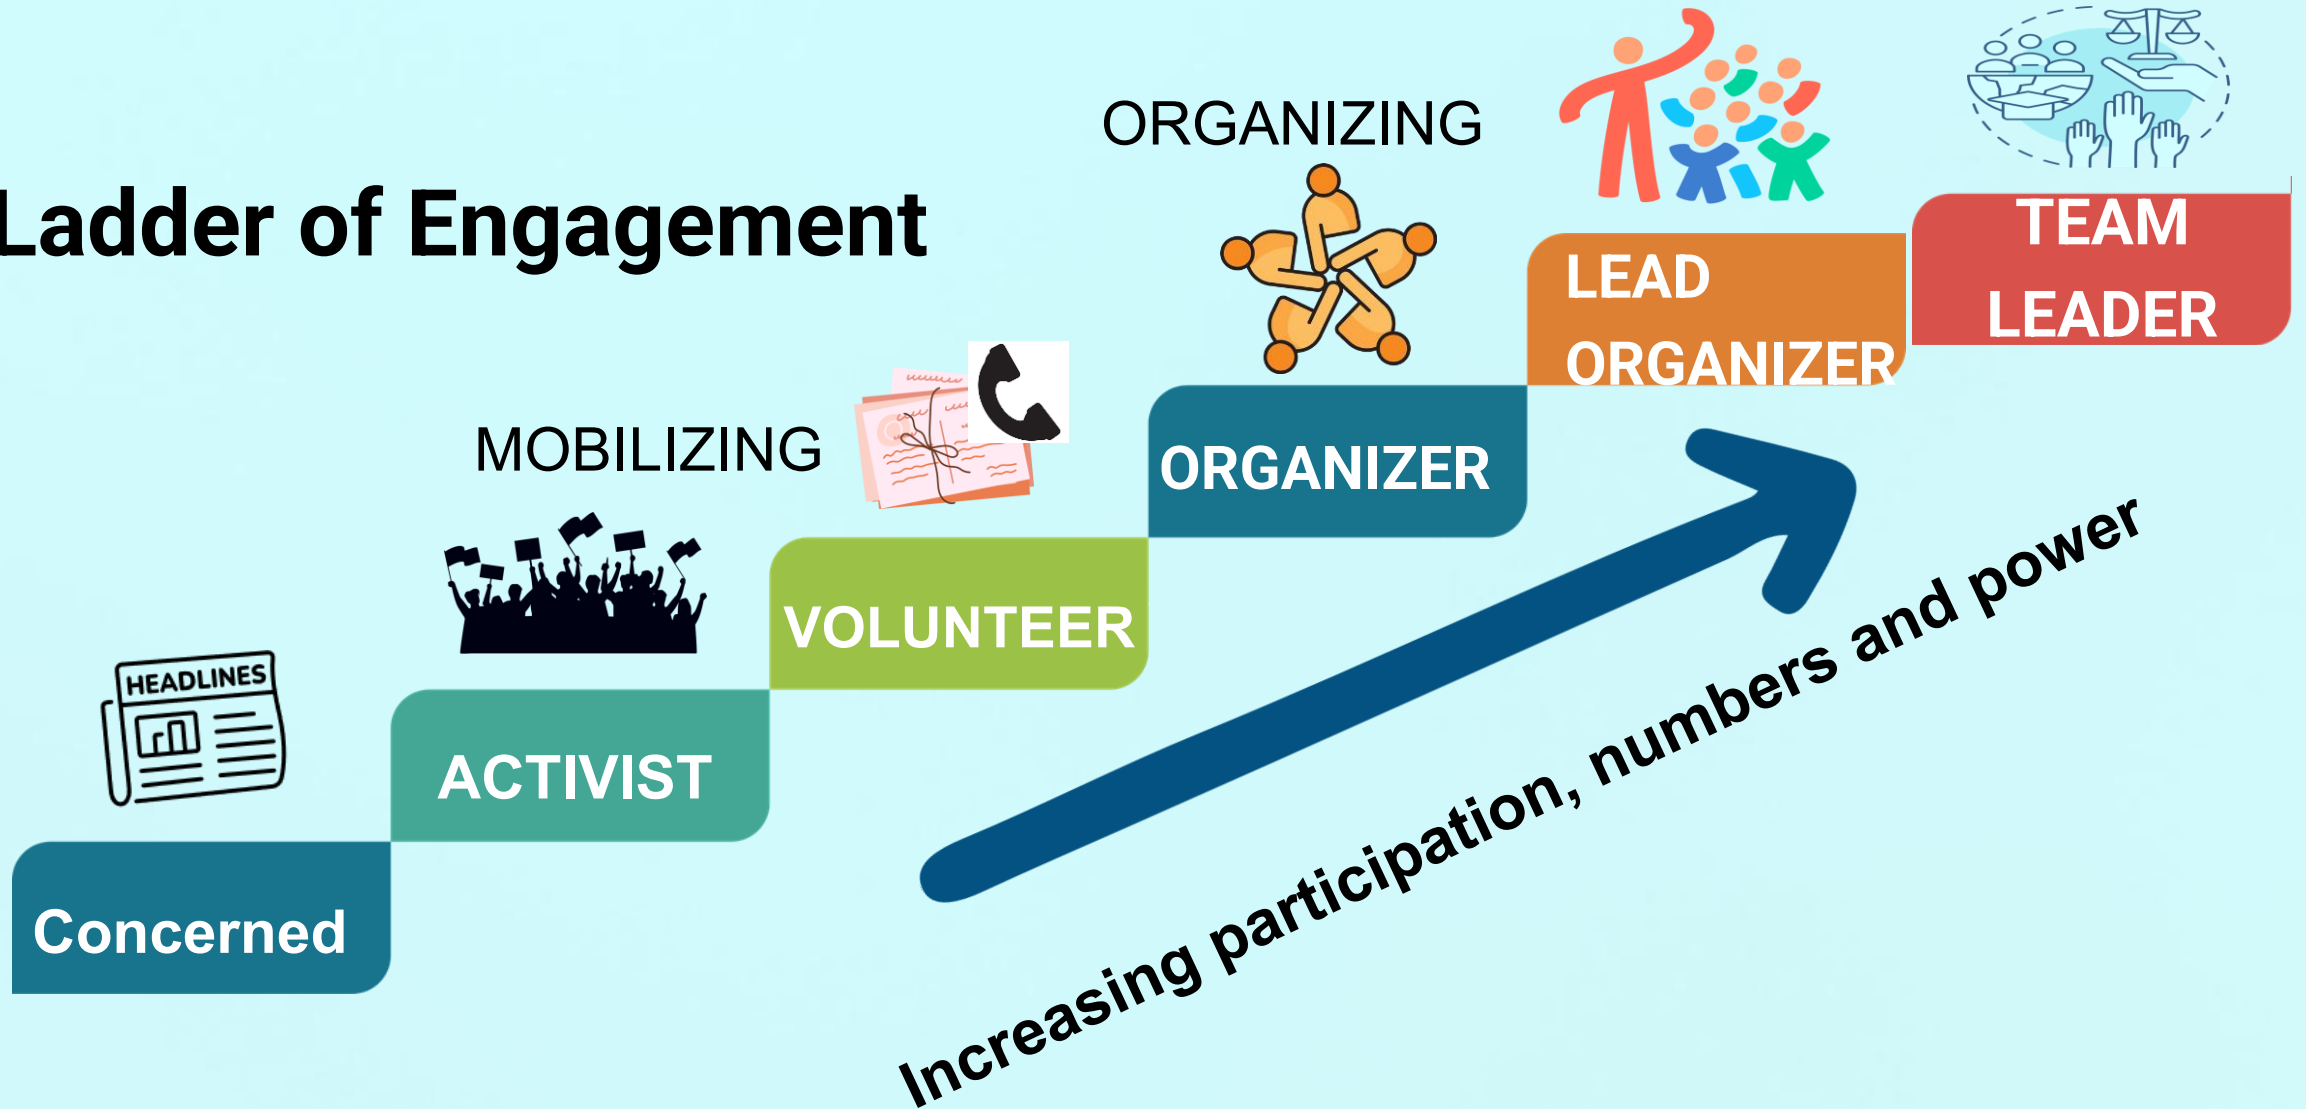 Ladder of Engagement
HEADLINES
Concerned
ACTIVIST
MOBILIZING
VOLUNTEER
ORGANIZING
ORGANIZER
LEAD
ORGANIZER
TEAM
LEADER
Increasing participation, numbers and power